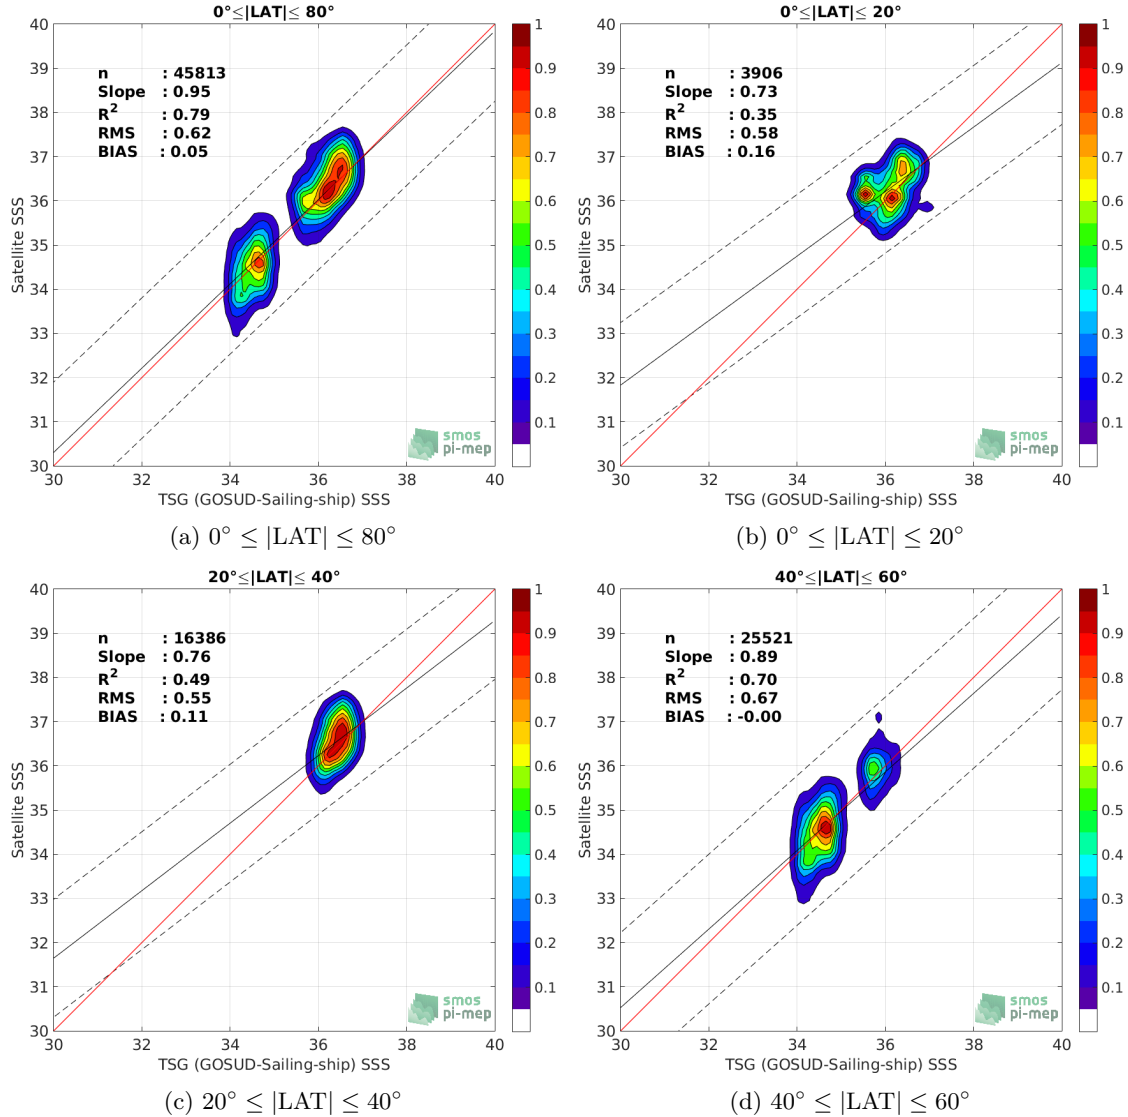 0°≤|LAT|≤ 80°
40
39
38
37
36
35
34
33
32
31
30
Satellite SSS
n : 45813
Slope : 0.95
R2 : 0.79
RMS : 0.62
BIAS : 0.05
smos
pi-mep
30 32 34 36 38 40
TSG (GOSUD-Sailing-ship) SSS
1
0.9
0.8
0.7
0.6
0.5
0.4
0.3
0.2
0.1
(a) 0° ≤ |LAT| ≤ 80°
0°≤|LAT|≤ 20°
40
39
38
37
36
35
34
33
32
31
30
Satellite SSS
n : 3906
Slope : 0.73
R2 : 0.35
RMS : 0.58
BIAS : 0.16
smos
pi-mep
30 32 34 36 38 40
TSG (GOSUD-Sailing-ship) SSS
1
0.9
0.8
0.7
0.6
0.5
0.4
0.3
0.2
0.1
(b) 0° ≤ |LAT| ≤ 20°
20°≤|LAT|≤ 40°
40
39
38
37
36
35
34
33
32
31
30
Satellite SSS
n : 16386
Slope : 0.76
R2 : 0.49
RMS : 0.55
BIAS : 0.11
smos
pi-mep
30 32 34 36 38 40
TSG (GOSUD-Sailing-ship) SSS
1
0.9
0.8
0.7
0.6
0.5
0.4
0.3
0.2
0.1
(c) 20° ≤ |LAT| ≤ 40°
40°≤|LAT|≤ 60°
40
39
38
37
36
35
34
33
32
31
30
Satellite SSS
n : 25521
Slope : 0.89
R2 : 0.70
RMS : 0.67
BIAS : -0.00
smos
pi-mep
30 32 34 36 38 40
TSG (GOSUD-Sailing-ship) SSS
1
0.9
0.8
0.7
0.6
0.5
0.4
0.3
0.2
0.1
(d) 40° ≤ |LAT| ≤ 60°